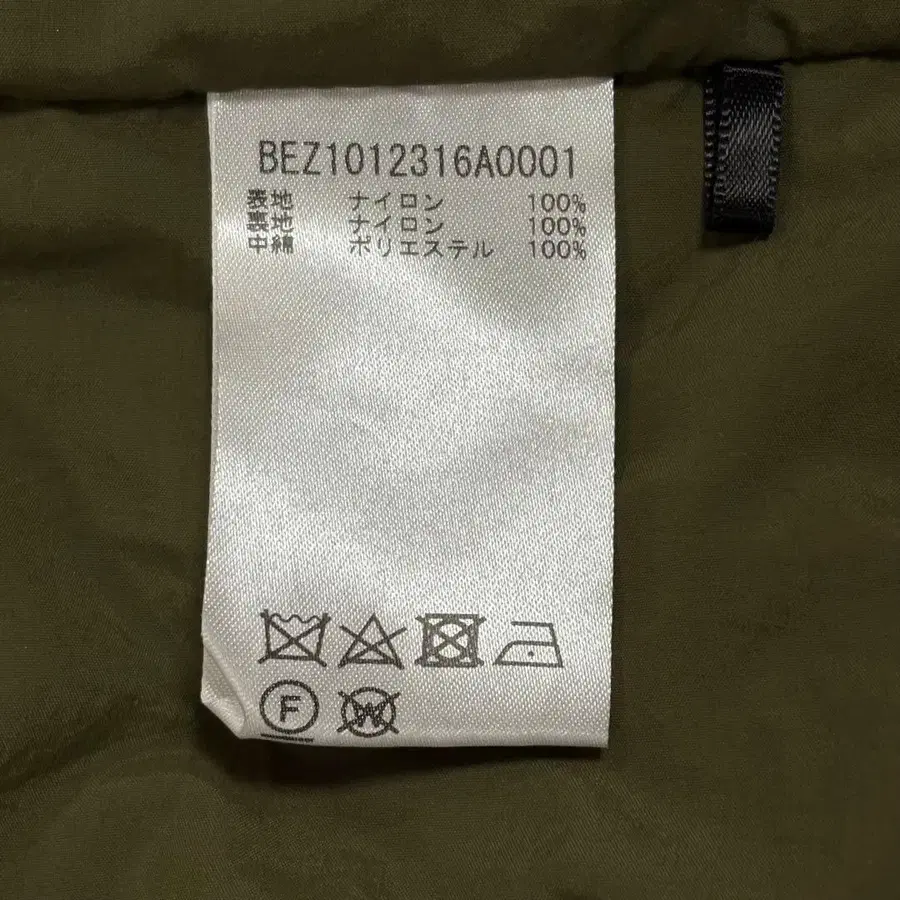 BEZ1012316A0001
表地 ナイロン 100%
裏地 ナイロン 100%
中綿 ポリエステル 100%
F
W